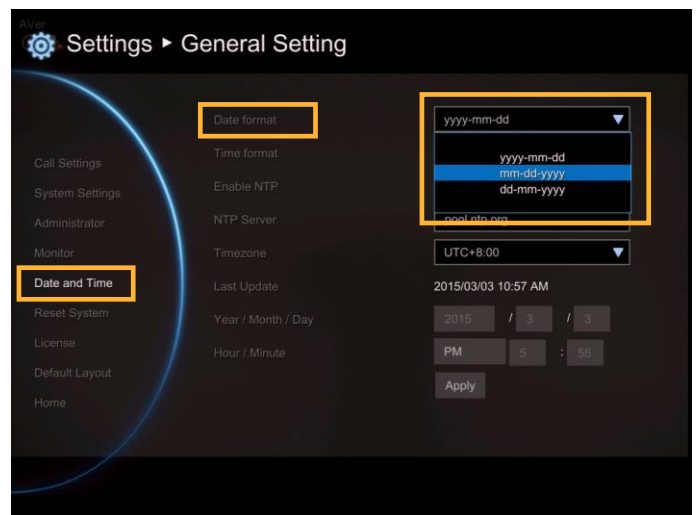 AVer
Settings ▸ General Setting
Call Settings
System Settings
Administrator
Monitor
Date and Time
Reset System
License
Default Layout
Home
Date format
yyyy-mm-dd
yyyy-mm-dd
mm-dd-yyyy
dd-mm-yyyy
Time format
Enable NTP
NTP Server
pool.ntp.org
Timezone
UTC+8:00
Last Update
2015/03/03 10:57 AM
Year / Month / Day
2015 / 3 / 3
Hour / Minute
PM 5 : 55
Apply